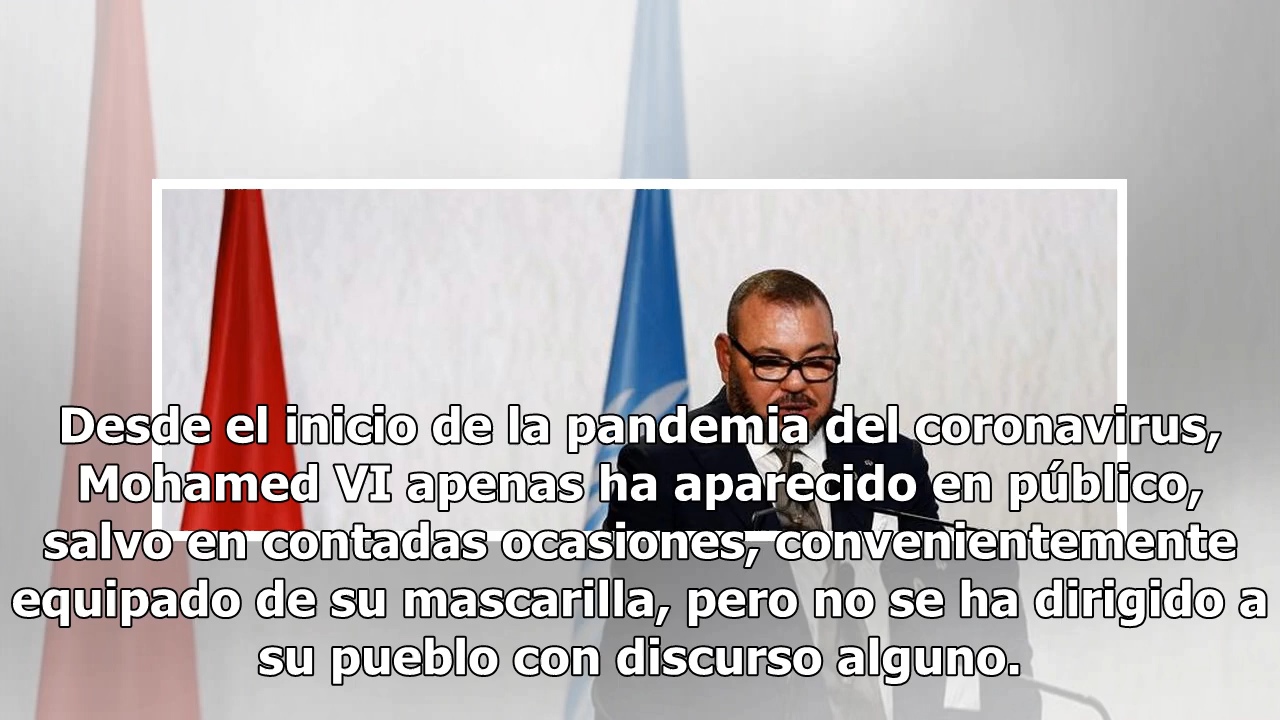 Desde el inicio de la pandemia del coronavirus,
Mohamed VI apenas ha aparecido en público,
salvo en contadas ocasiones, convenientemente
equipado de su mascarilla, pero no se ha dirigido a
su pueblo con discurso alguno.